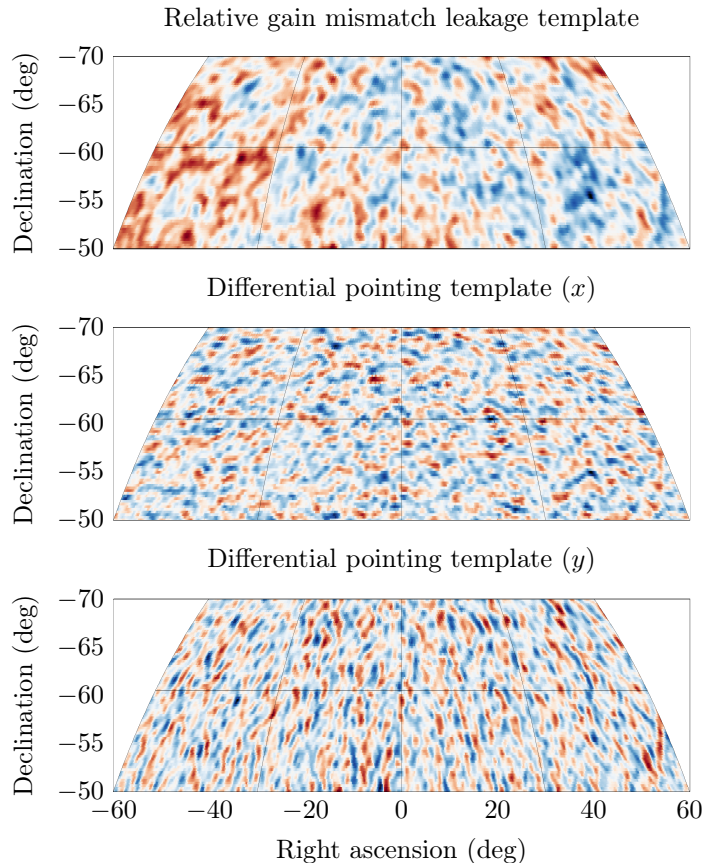 Relative gain mismatch leakage template
−70
−65
−60
−55
−50
Declination (deg)
Differential pointing template (x)
−70
−65
−60
−55
−50
Declination (deg)
Differential pointing template (y)
−70
−65
−60
−55
−50
Declination (deg)
−60 −40 −20 0 20 40 60
Right ascension (deg)